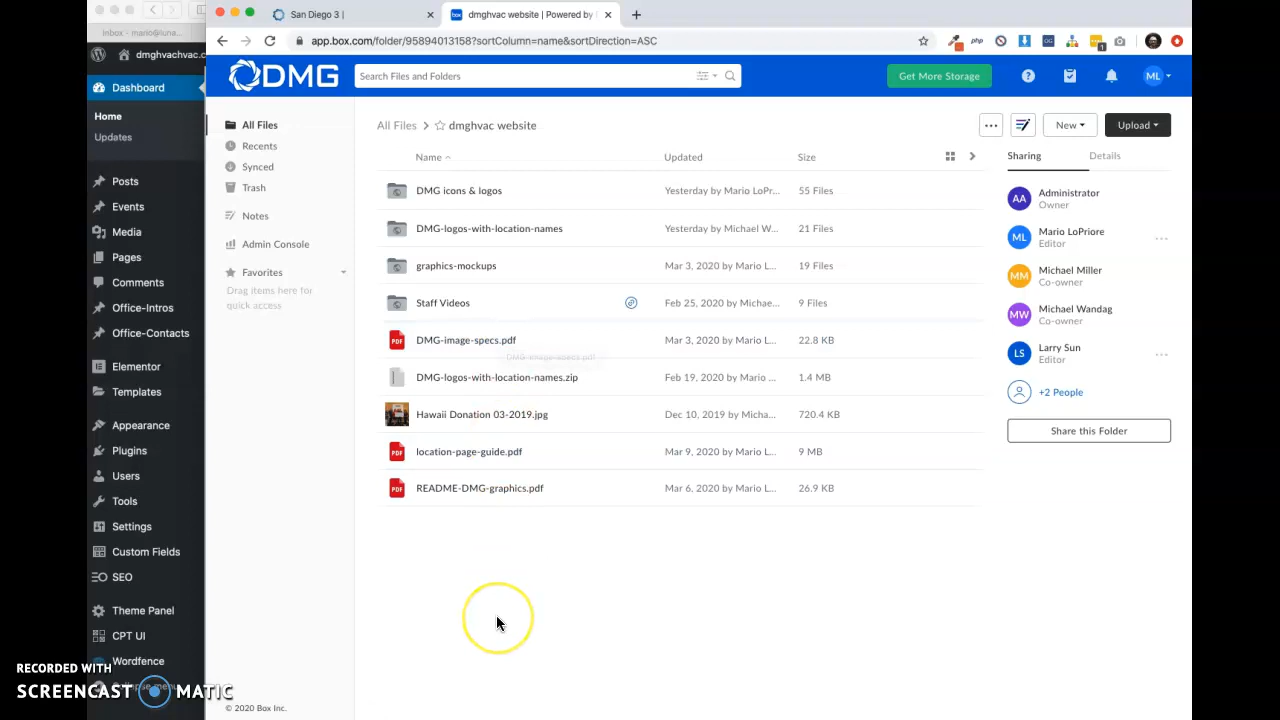 San Diego 3 |
dmghvac website | Powered by
inbox - mario@luna...
app.box.com/folder/95894013158?sortColumn=name&sortDirection=ASC
dmghvachvac.c
DMG
Search Files and Folders
Get More Storage
ML
Dashboard
Home
Updates
Posts
Events
Media
Pages
Comments
Office-Intros
Office-Contacts
Elementor
Templates
Appearance
Plugins
Users
Tools
Settings
Custom Fields
SEO
Theme Panel
CPT UI
Wordfence
All Files
Recents
Synced
Trash
Notes
Admin Console
Favorites
Drag items here for
quick access
© 2020 Box Inc.
All Files > dmghvac website
New
Upload
Name Updated Size
DMG icons & logos Yesterday by Mario LoPr... 55 Files
DMG-logos-with-location-names Yesterday by Michael W... 21 Files
graphics-mockups Mar 3, 2020 by Mario L... 19 Files
Staff Videos Feb 25, 2020 by Michae... 9 Files
PDF DMG-image-specs.pdf Mar 3, 2020 by Mario L... 22.8 KB
DMG-image-specs.pdf
DMG-logos-with-location-names.zip Feb 19, 2020 by Mario ... 1.4 MB
Hawaii Donation 03-2019.jpg Dec 10, 2019 by Micha... 720.4 KB
PDF location-page-guide.pdf Mar 9, 2020 by Mario L... 9 MB
PDF README-DMG-graphics.pdf Mar 6, 2020 by Mario L... 26.9 KB
Sharing Details
AA Administrator
Owner
ML Mario LoPriore
Editor
MM Michael Miller
Co-owner
MW Michael Wandag
Co-owner
LS Larry Sun
Editor
+2 People
Share this Folder
RECORDED WITH
SCREENCAST MATIC